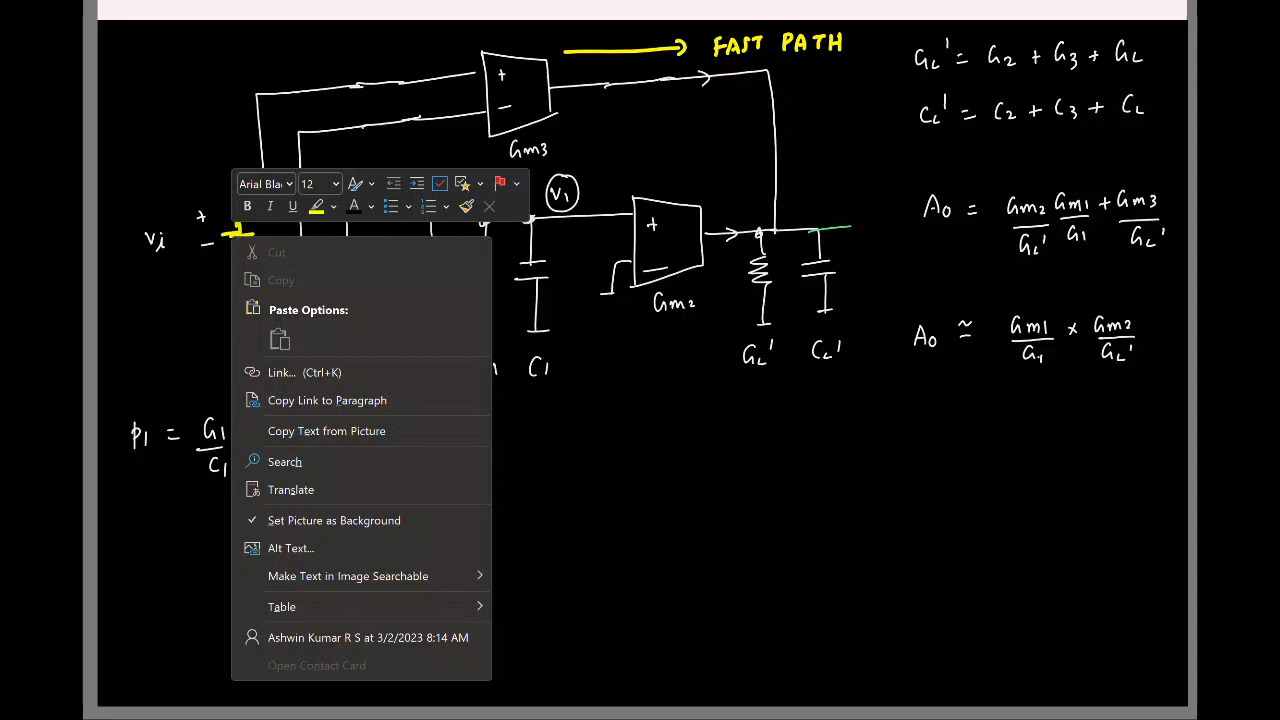 FAST PATH
GL' = G2 + G3 + GL
CL' = C2 + C3 + CL
+
−
Gm3
Arial Bla 12
B I U A
vi
+
−
V1
+
−
Gm2
A0 = Gm2/GL' Gm1/G1 + Gm3/GL'
A0 ≅ Gm1/G1 × Gm2/GL'
1 C1
GL' CL'
p1 = G1/C1
Cut
Copy
Paste Options:
Link... (Ctrl+K)
Copy Link to Paragraph
Copy Text from Picture
Search
Translate
Set Picture as Background
Alt Text...
Make Text in Image Searchable
Table
Ashwin Kumar R S at 3/2/2023 8:14 AM
Open Contact Card